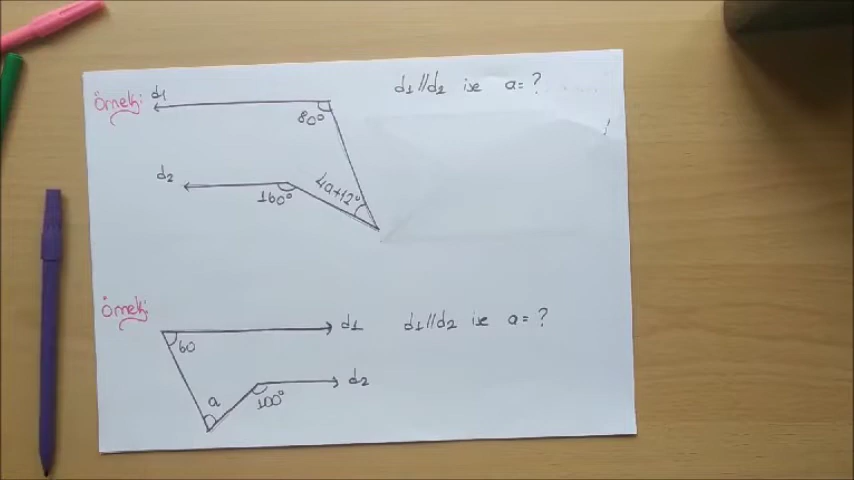 Örnek:
d1
80°
d1//d2 ise a=?
d2
160°
4a+12°
Örnek:
d1
60
d1//d2 ise a=?
d2
100°
a